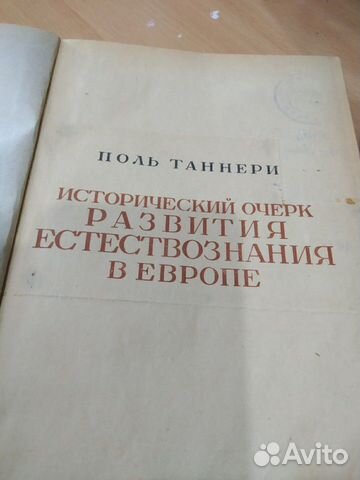 ПОЛЬ ТАННЕРИ
ИСТОРИЧЕСКИЙ ОЧЕРК
РАЗВИТИЯ
ЕСТЕСТВОЗНАНИЯ
В ЕВРОПЕ
Avito